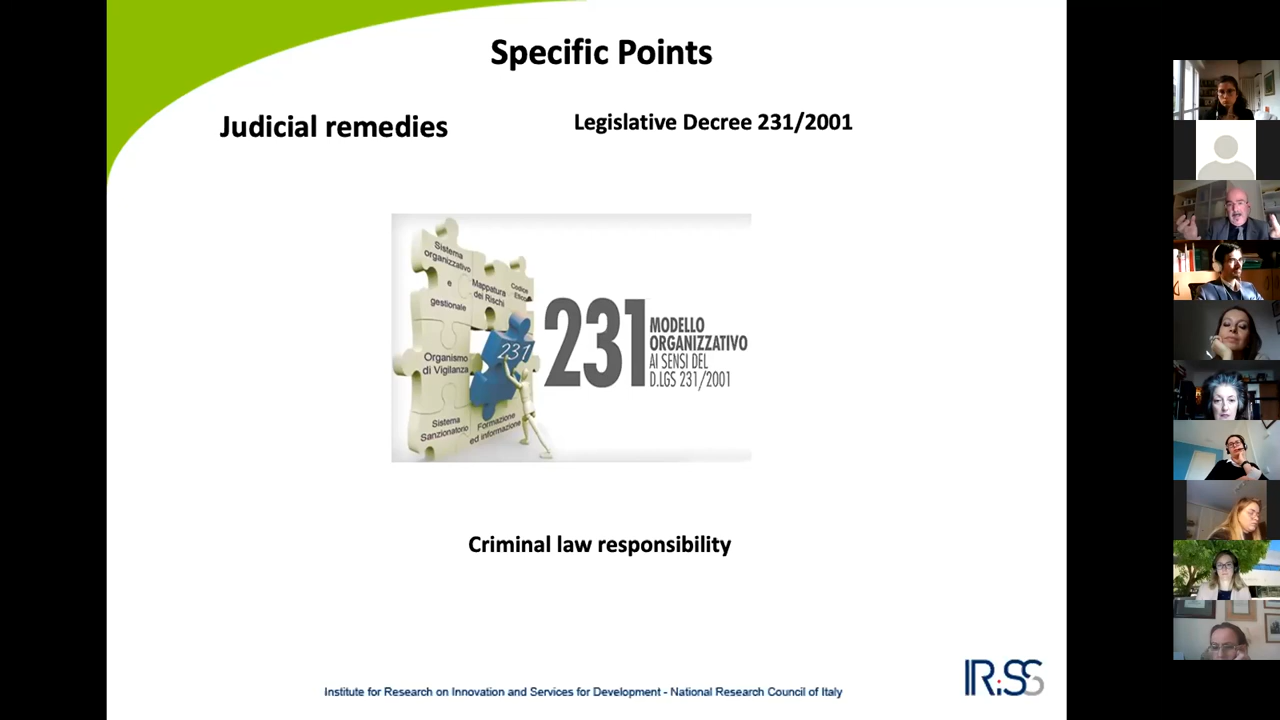 Specific Points
Judicial remedies
Legislative Decree 231/2001
Sistema
organizzativo
e
gestionale
Mappatura
dei Rischi
Codice
Etico
231
Organismo
di Vigilanza
Sistema
Sanzionatorio
Formazione
ed informazione
231
MODELLO
ORGANIZZATIVO
AI SENSI DEL
D.LGS 231/2001
Criminal law responsibility
Institute for Research on Innovation and Services for Development - National Research Council of Italy
IRiSS